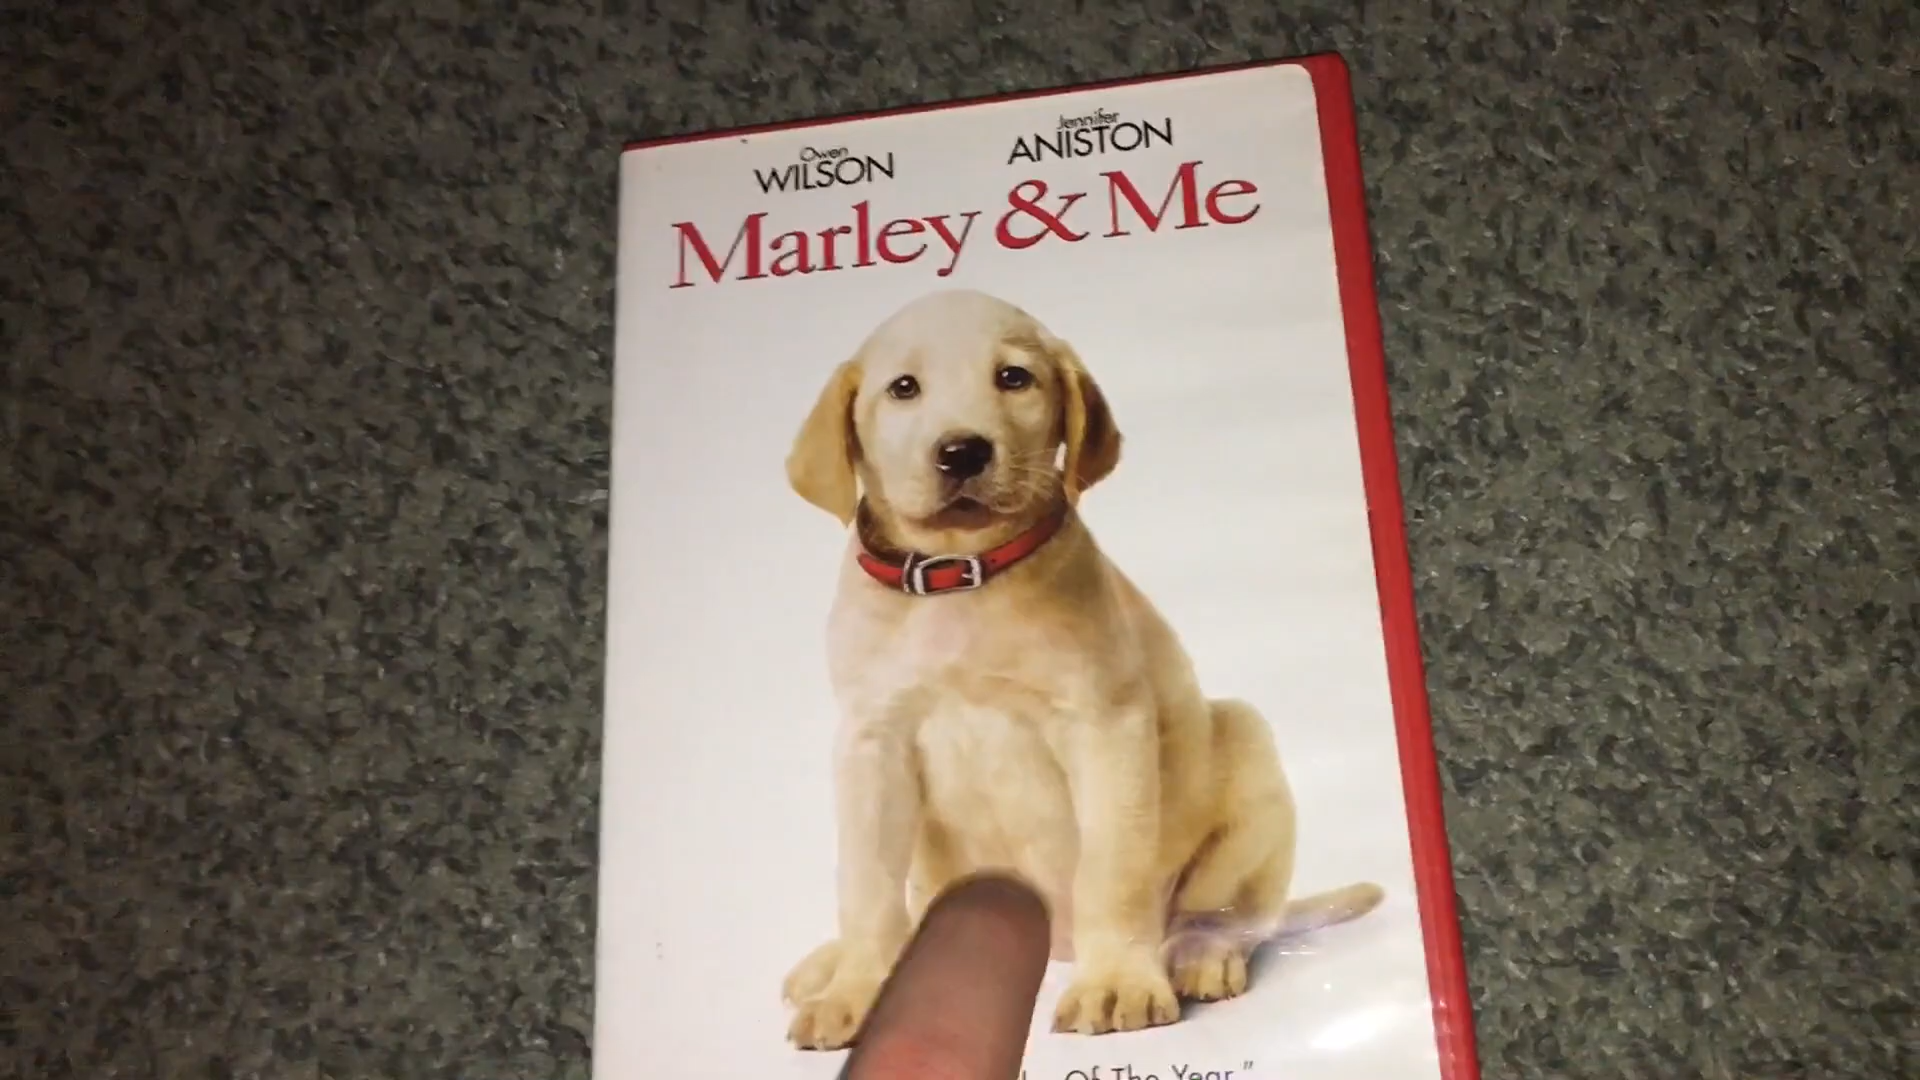 Owen Jennifer
WILSON ANISTON
Marley & Me
Of The Year."